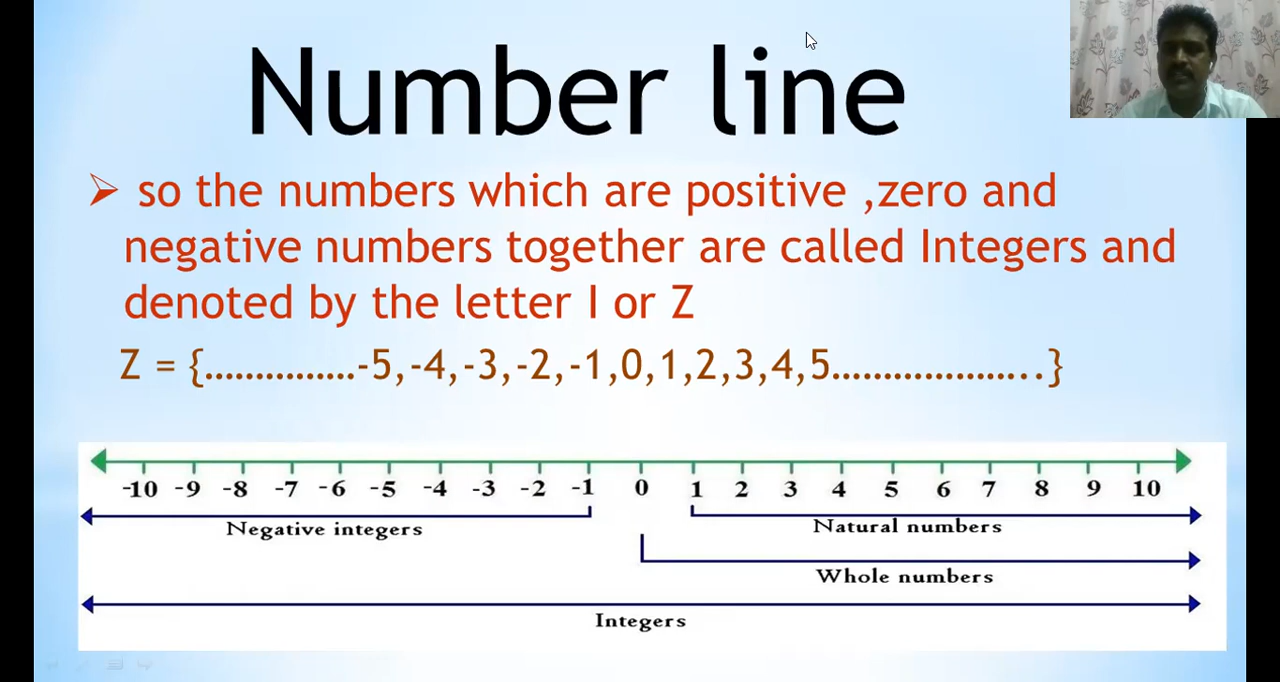 Number line
➢ so the numbers which are positive ,zero and
negative numbers together are called Integers and
denoted by the letter I or Z
Z = {...............-5,-4,-3,-2,-1,0,1,2,3,4,5.....................}
-10 -9 -8 -7 -6 -5 -4 -3 -2 -1 0 1 2 3 4 5 6 7 8 9 10
Negative integers Natural numbers
Whole numbers
Integers